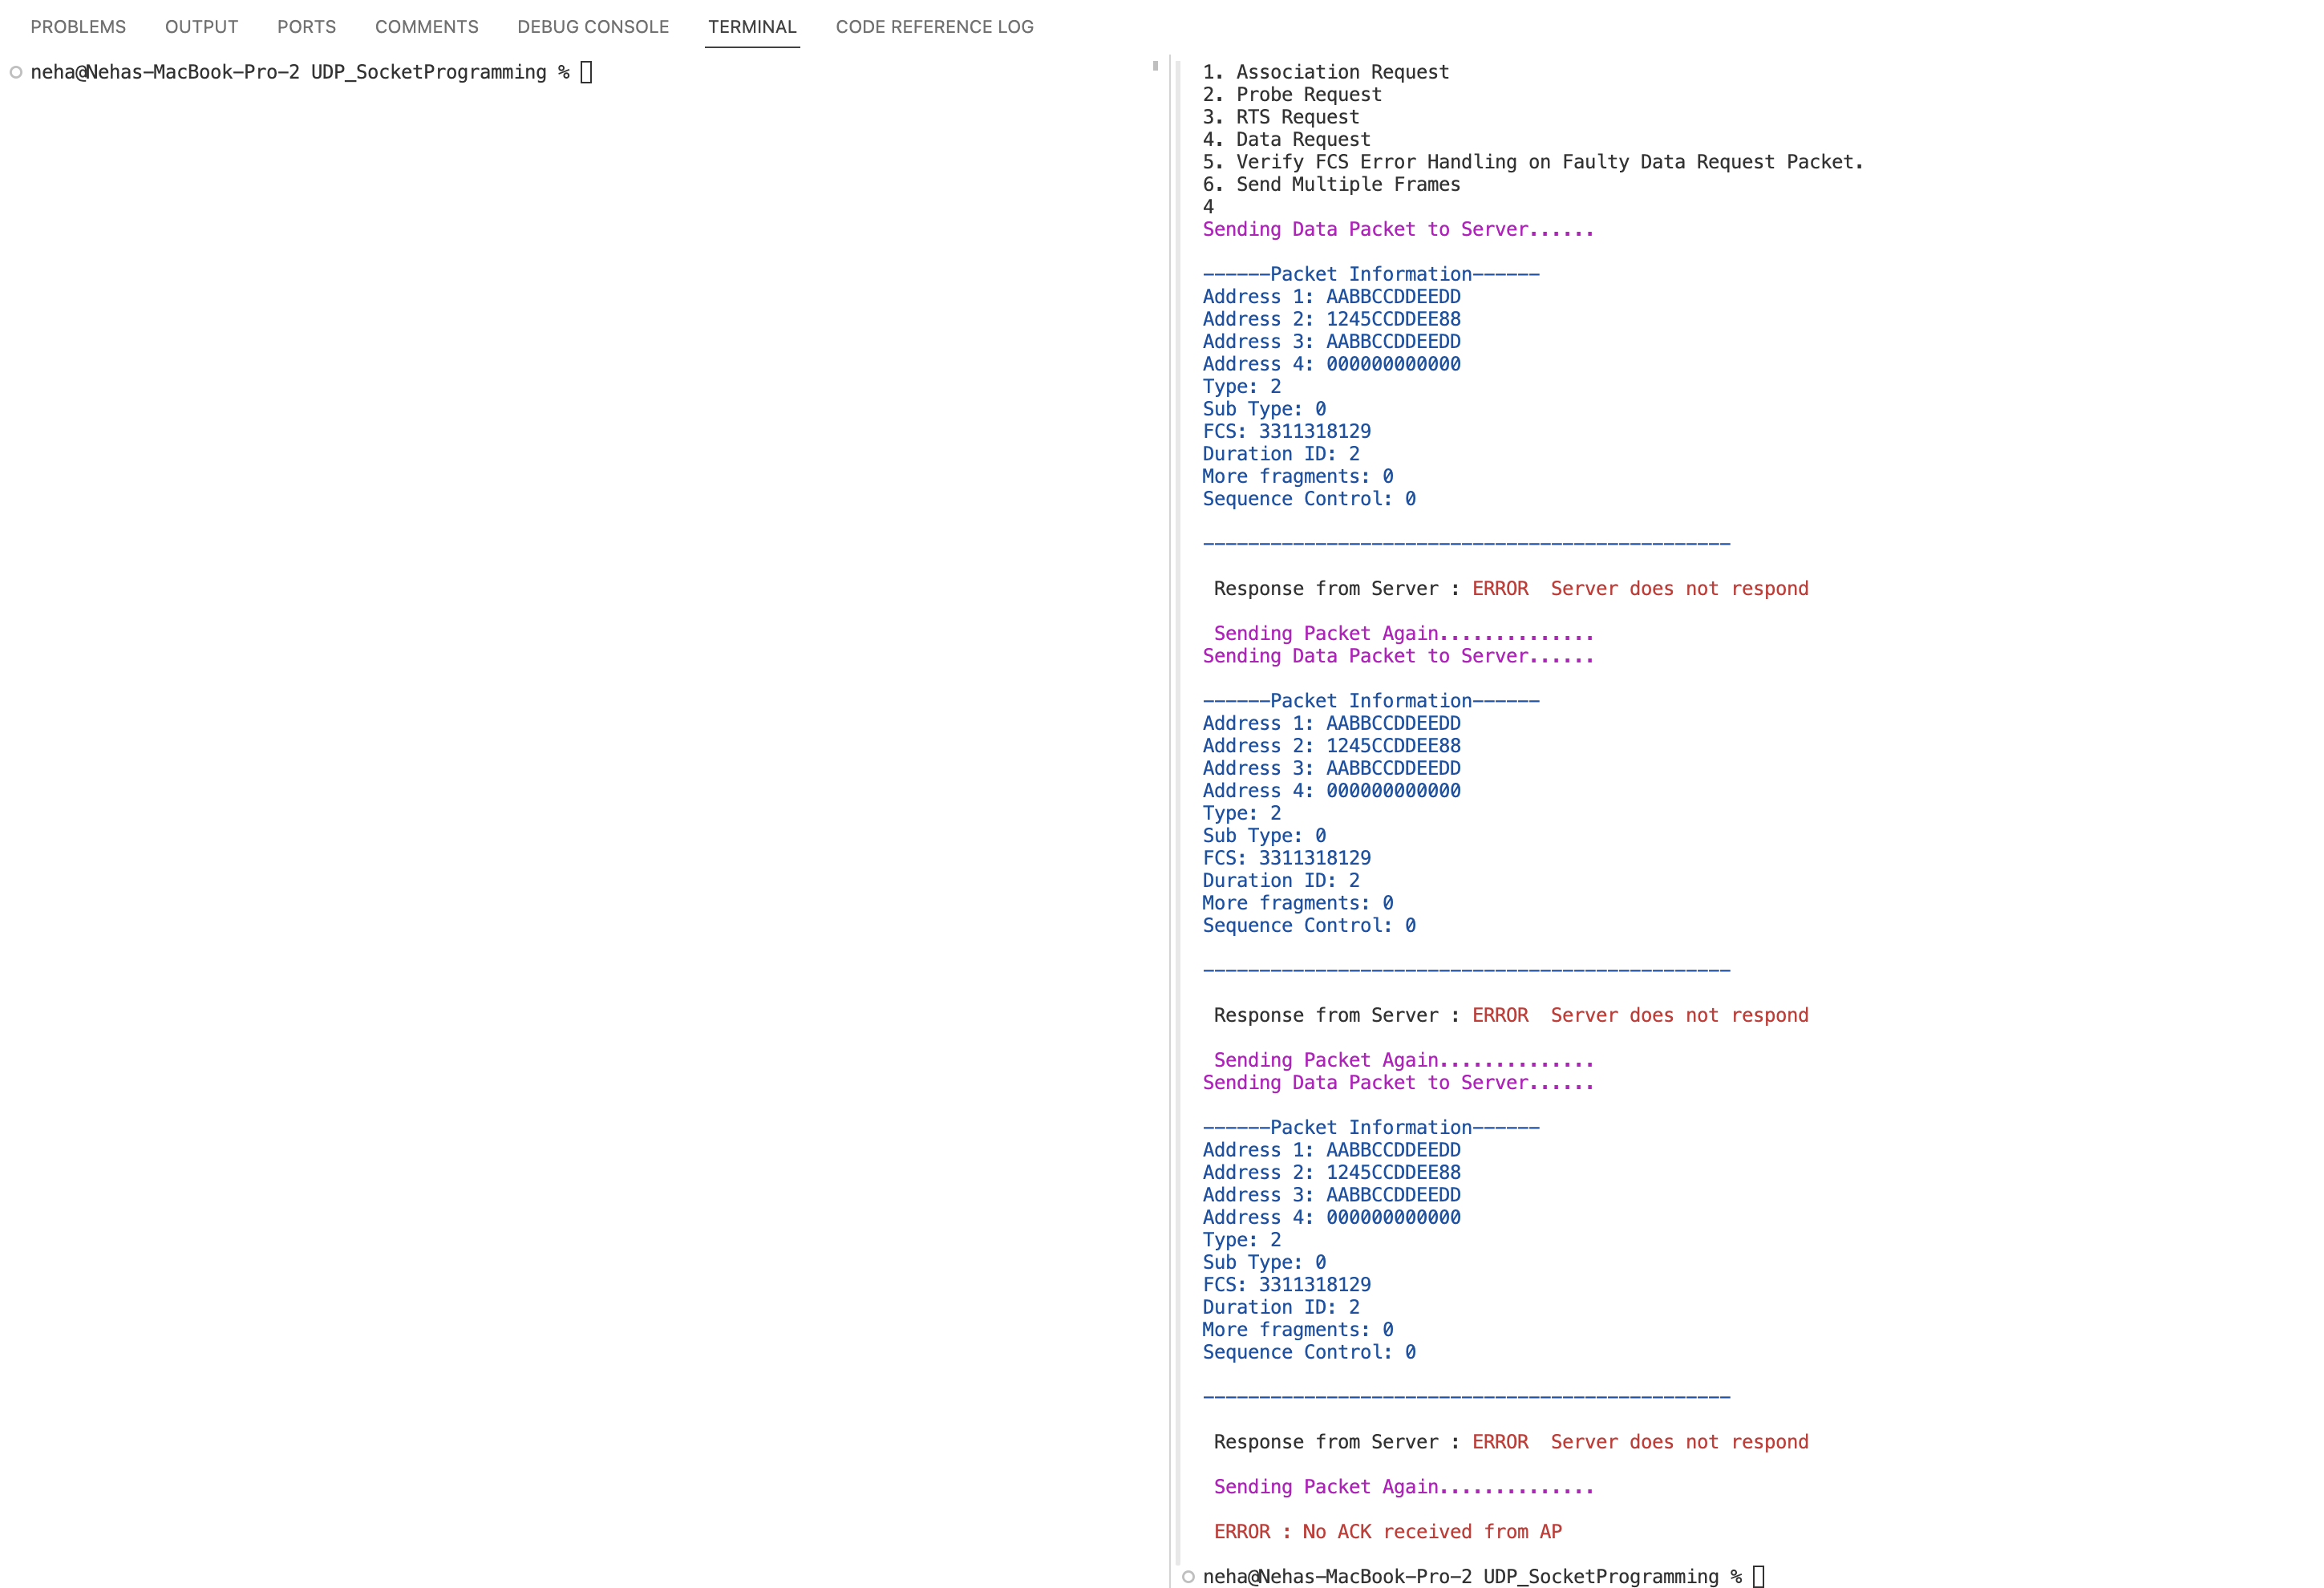 PROBLEMS OUTPUT PORTS COMMENTS DEBUG CONSOLE TERMINAL CODE REFERENCE LOG
neha@Nehas-MacBook-Pro-2 UDP_SocketProgramming %
1. Association Request
2. Probe Request
3. RTS Request
4. Data Request
5. Verify FCS Error Handling on Faulty Data Request Packet.
6. Send Multiple Frames
4
Sending Data Packet to Server......
------Packet Information------
Address 1: AABBCCDDEEDD
Address 2: 1245CCDDEE88
Address 3: AABBCCDDEEDD
Address 4: 000000000000
Type: 2
Sub Type: 0
FCS: 3311318129
Duration ID: 2
More fragments: 0
Sequence Control: 0
-----------------------------------------------
Response from Server : ERROR  Server does not respond
Sending Packet Again..............
Sending Data Packet to Server......
------Packet Information------
Address 1: AABBCCDDEEDD
Address 2: 1245CCDDEE88
Address 3: AABBCCDDEEDD
Address 4: 000000000000
Type: 2
Sub Type: 0
FCS: 3311318129
Duration ID: 2
More fragments: 0
Sequence Control: 0
-----------------------------------------------
Response from Server : ERROR  Server does not respond
Sending Packet Again..............
Sending Data Packet to Server......
------Packet Information------
Address 1: AABBCCDDEEDD
Address 2: 1245CCDDEE88
Address 3: AABBCCDDEEDD
Address 4: 000000000000
Type: 2
Sub Type: 0
FCS: 3311318129
Duration ID: 2
More fragments: 0
Sequence Control: 0
-----------------------------------------------
Response from Server : ERROR  Server does not respond
Sending Packet Again..............
ERROR : No ACK received from AP
neha@Nehas-MacBook-Pro-2 UDP_SocketProgramming %